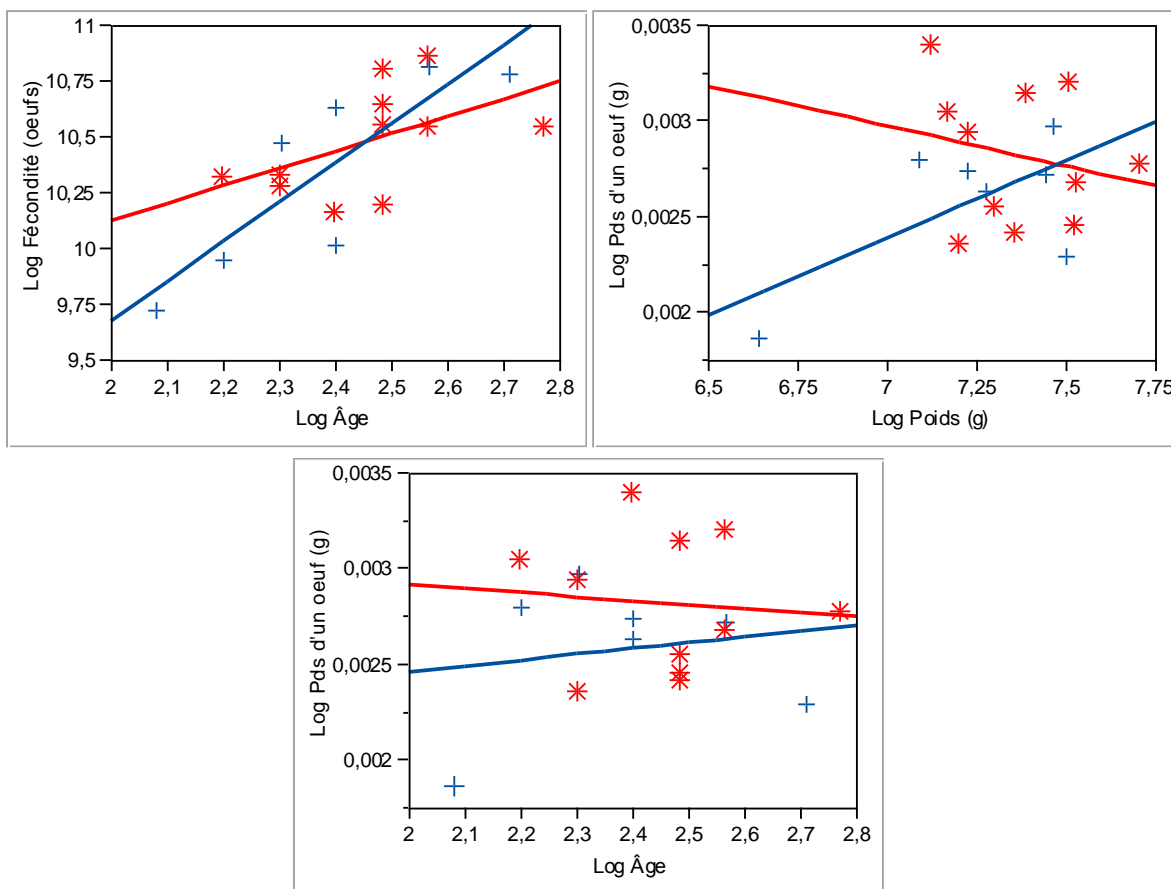 Log Fécondité (oeufs)
11
10,75
10,5
10,25
10
9,75
9,5
2 2,1 2,2 2,3 2,4 2,5 2,6 2,7 2,8
Log Âge
Log Pds d'un oeuf (g)
0,0035
0,003
0,0025
0,002
6,5 6,75 7 7,25 7,5 7,75
Log Poids (g)
Log Pds d'un oeuf (g)
0,0035
0,003
0,0025
0,002
2 2,1 2,2 2,3 2,4 2,5 2,6 2,7 2,8
Log Âge